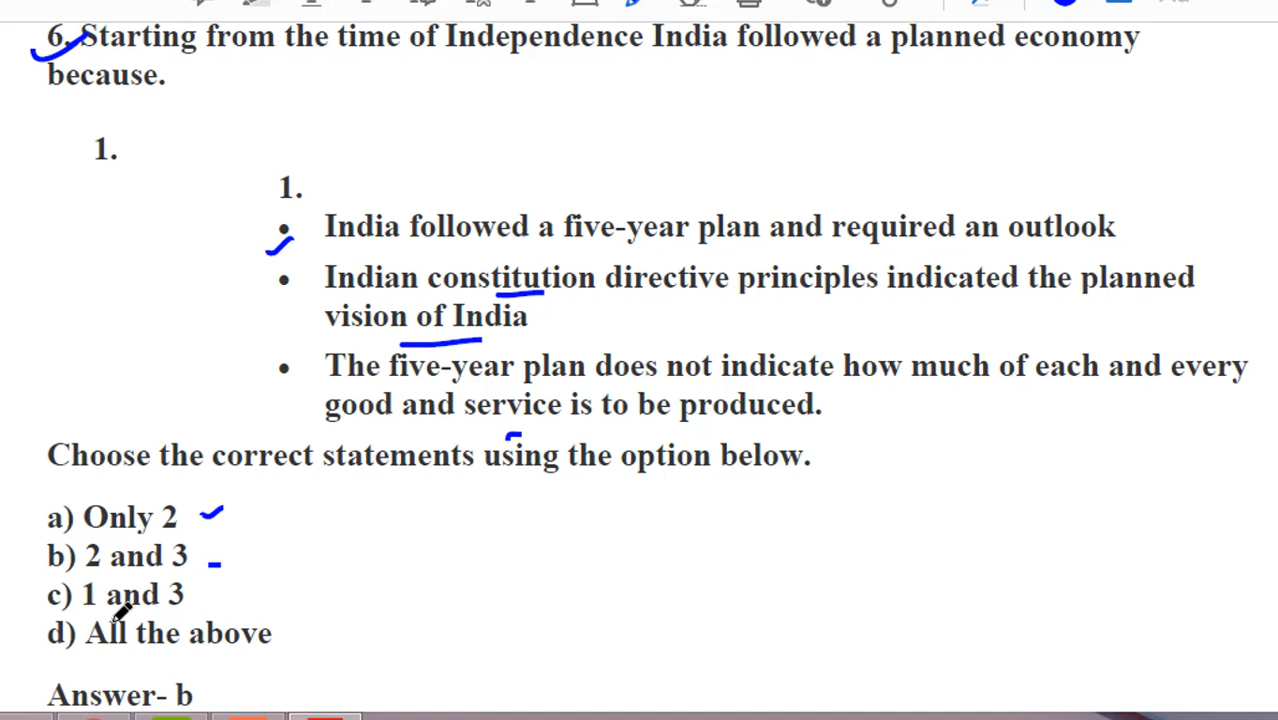 6. Starting from the time of Independence India followed a planned economy
because.
1.
1.
• India followed a five-year plan and required an outlook
• Indian constitution directive principles indicated the planned
vision of India
• The five-year plan does not indicate how much of each and every
good and service is to be produced.
Choose the correct statements using the option below.
a) Only 2
b) 2 and 3
c) 1 and 3
d) All the above
Answer- b